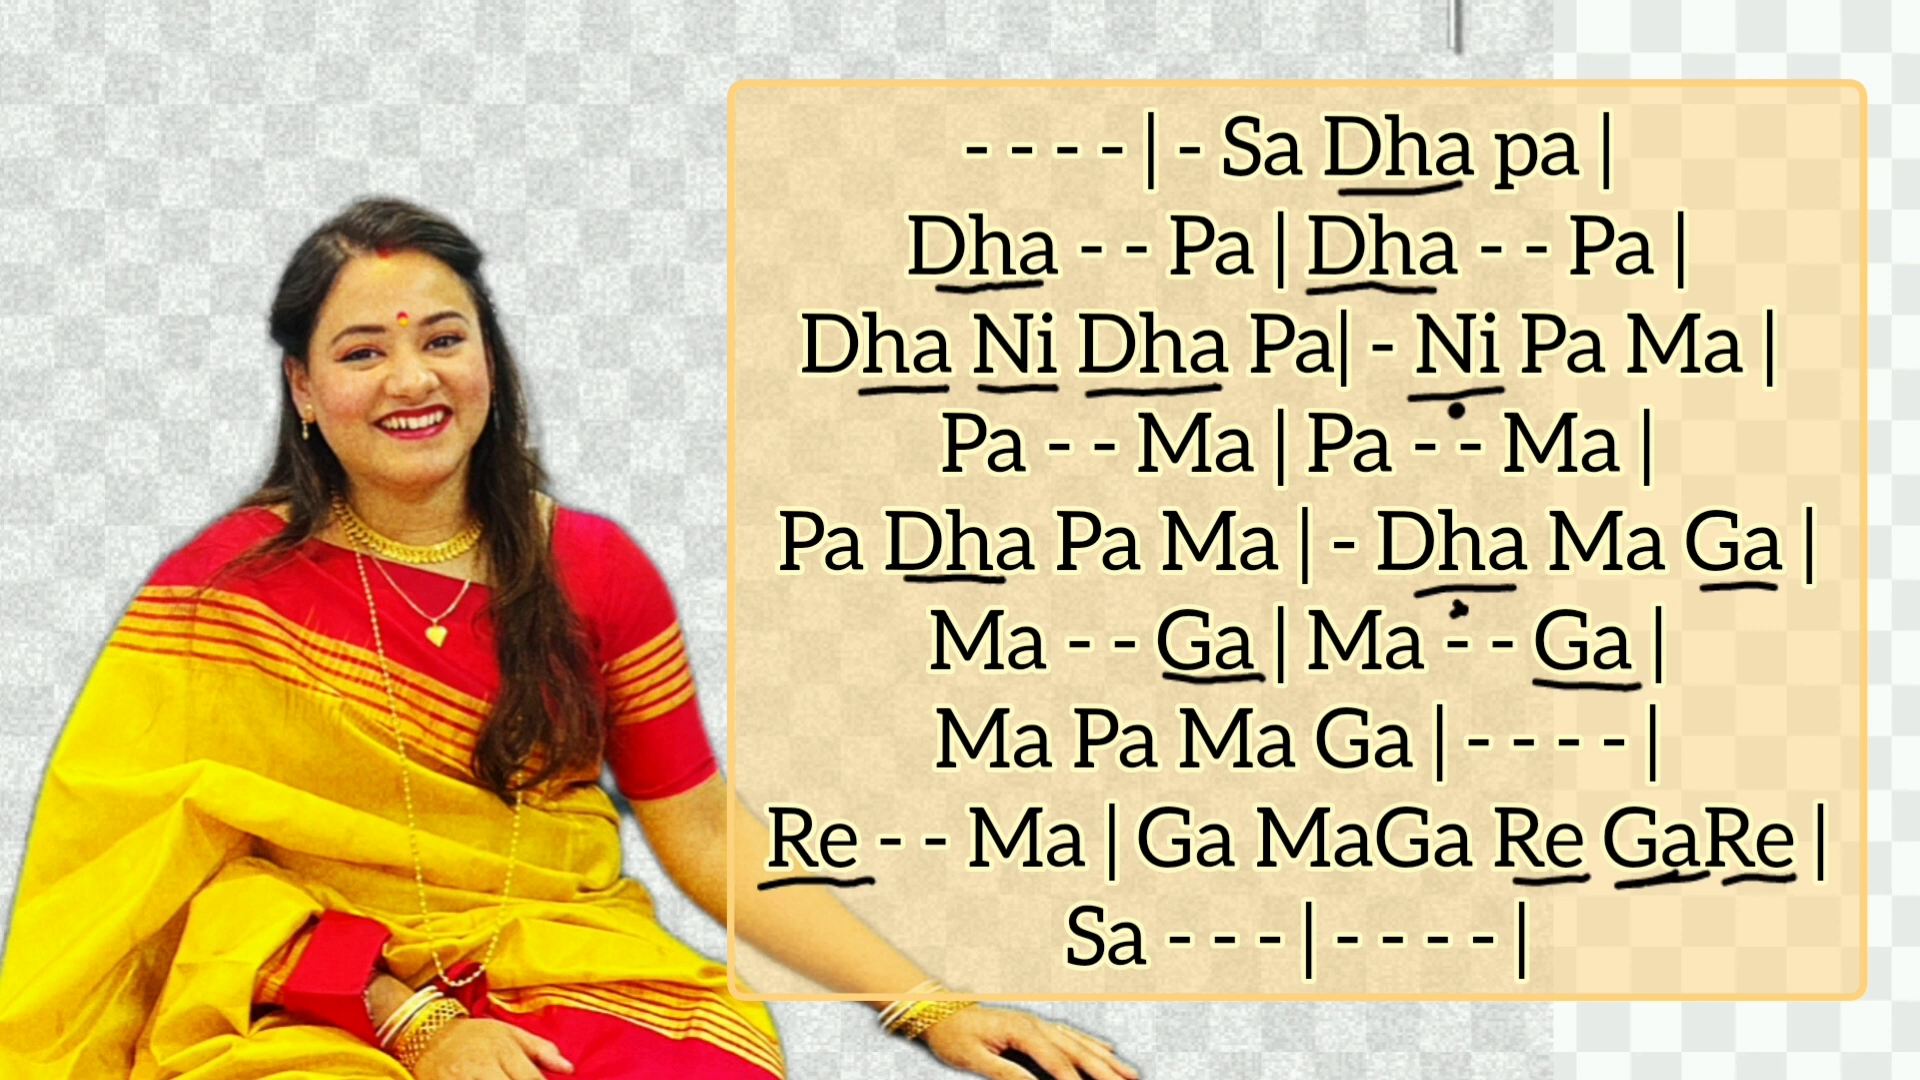 - - - - | - Sa Dha pa |
Dha - - Pa | Dha - - Pa |
Dha Ni Dha Pa| - Ni Pa Ma |
Pa - - Ma | Pa - - Ma |
Pa Dha Pa Ma | - Dha Ma Ga |
Ma - - Ga | Ma - - Ga |
Ma Pa Ma Ga | - - - - |
Re - - Ma | Ga MaGa Re GaRe |
Sa - - - | - - - - |